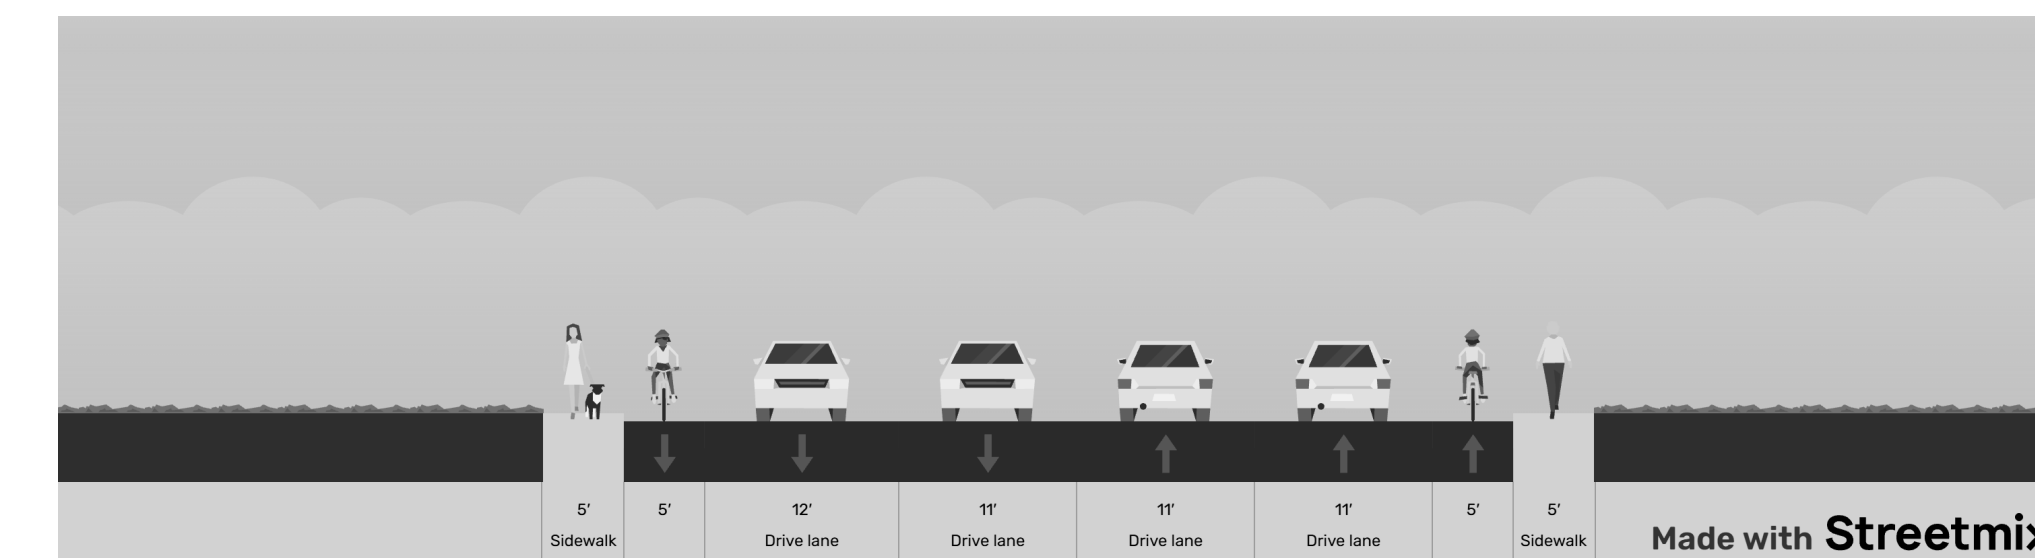 5′ 5′ 12′ 11′ 11′ 11′ 5′ 5′
Sidewalk Drive lane Drive lane Drive lane Drive lane Sidewalk
Made with Streetmix